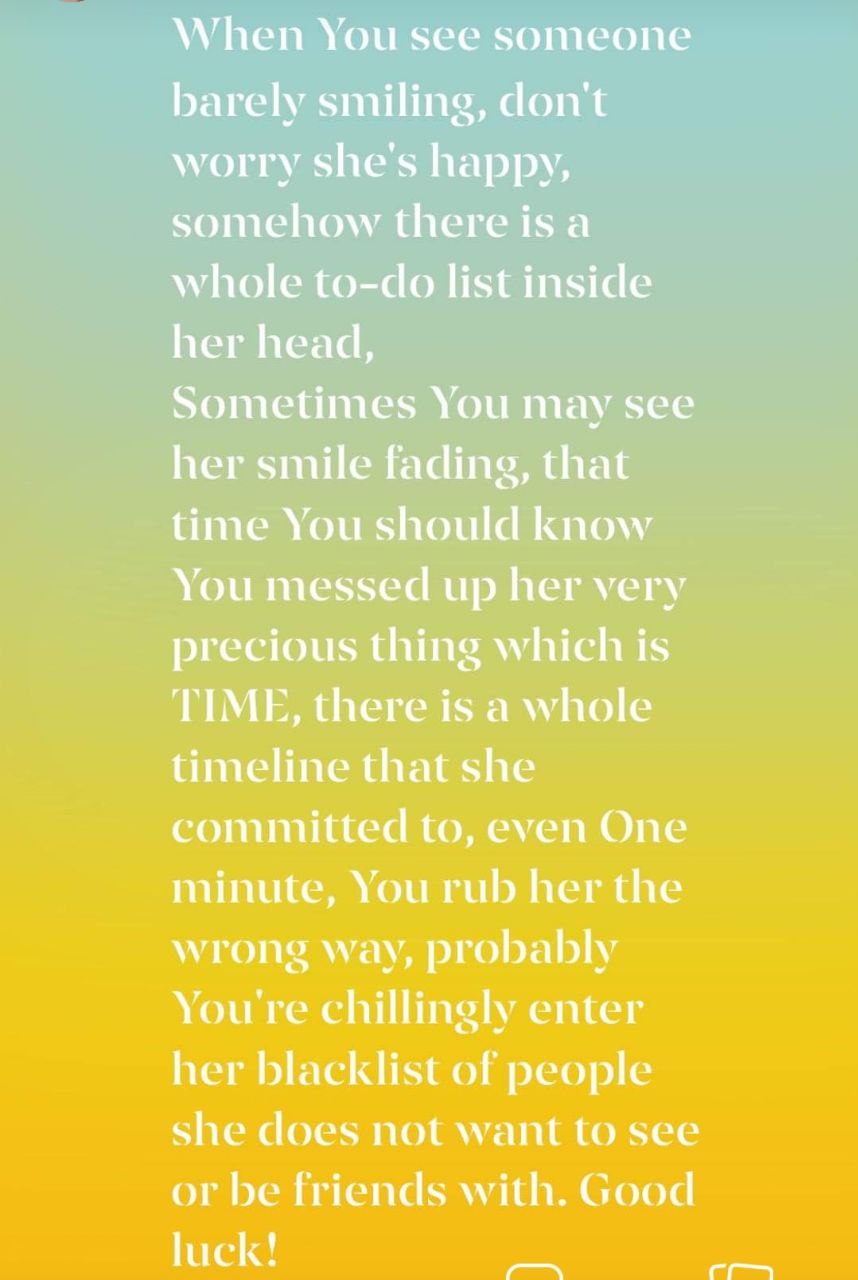 When You see someone
barely smiling, don't
worry she's happy,
somehow there is a
whole to-do list inside
her head,
Sometimes You may see
her smile fading, that
time You should know
You messed up her very
precious thing which is
TIME, there is a whole
timeline that she
committed to, even One
minute, You rub her the
wrong way, probably
You're chillingly enter
her blacklist of people
she does not want to see
or be friends with. Good
luck!